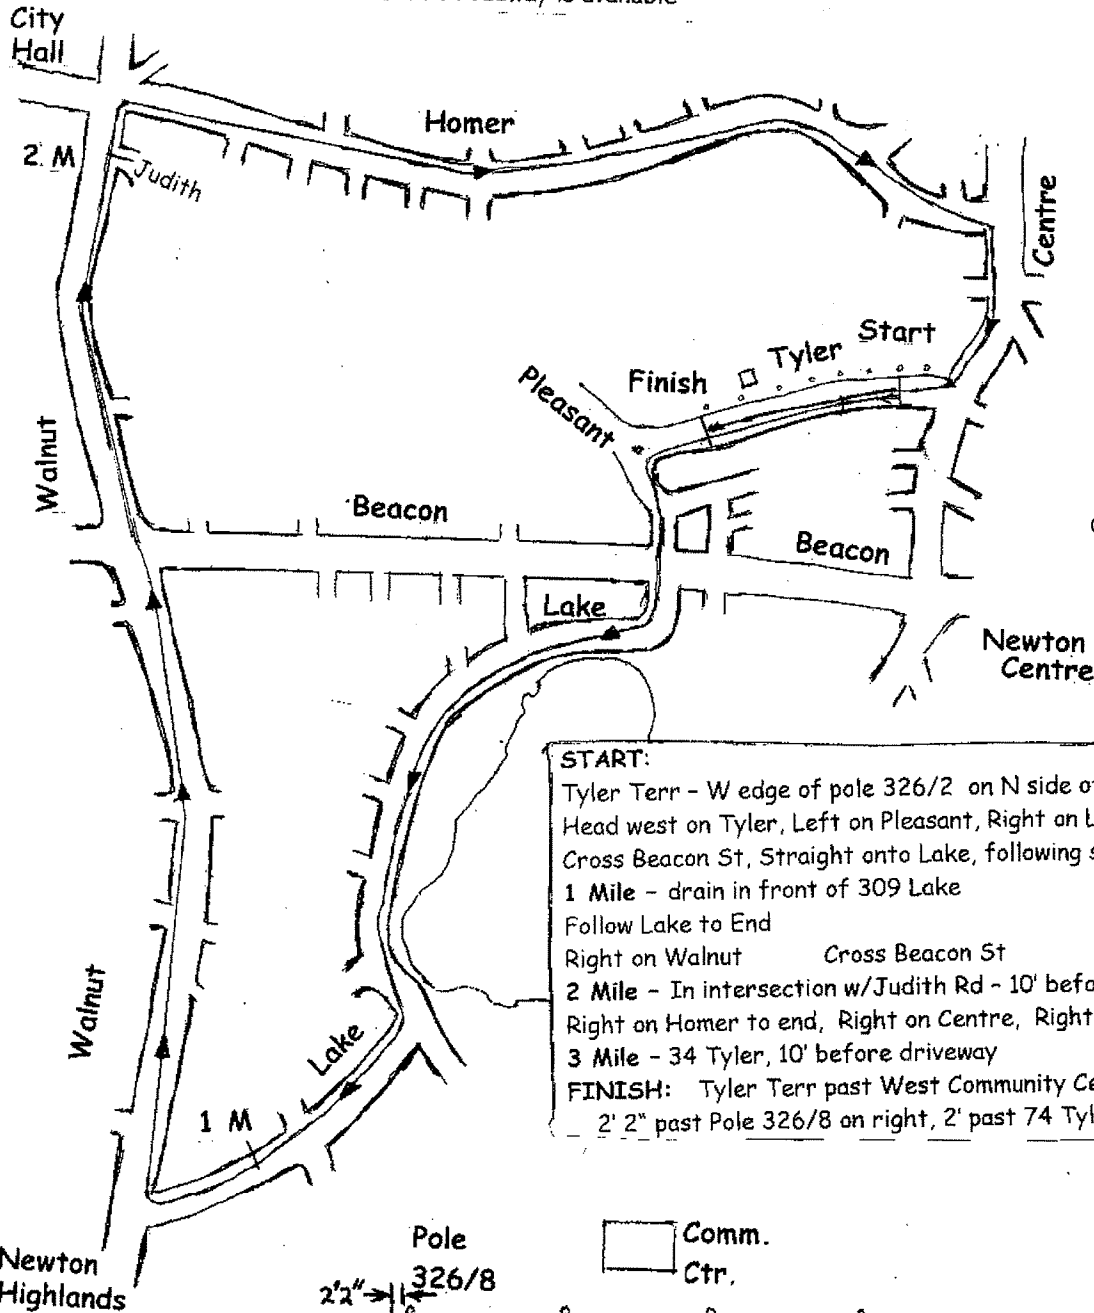 is available
City
Hall
Homer
2 M
Judith
Centre
Start
Tyler
Finish
Pleasant
Walnut
Beacon
Beacon
Lake
Newton
Centre
START:
Tyler Terr - W edge of pole 326/2 on N side
Head west on Tyler, Left on Pleasant, Right on
Cross Beacon St, Straight onto Lake, following
1 Mile - drain in front of 309 Lake
Follow Lake to End
Right on Walnut Cross Beacon St
2 Mile - In intersection w/Judith Rd - 10'
Right on Homer to end, Right on Centre, Right
3 Mile - 34 Tyler, 10' before driveway
FINISH: Tyler Terr past West Community
2' 2" past Pole 326/8 on right, 2' past 74
Walnut
Lake
1 M
Newton
Highlands
Pole
326/8
2'2"
Comm.
Ctr.